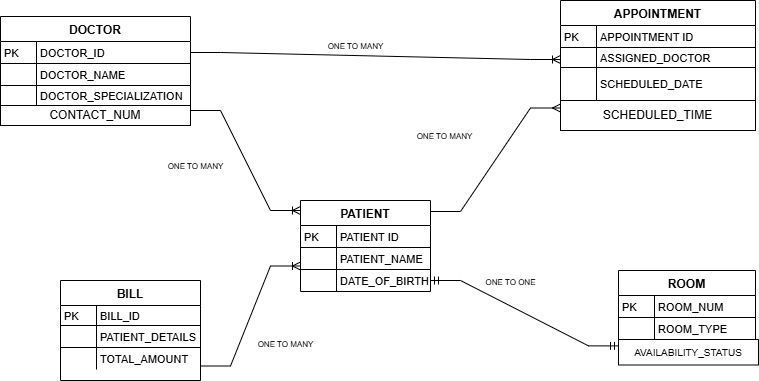 DOCTOR
PK DOCTOR_ID
DOCTOR_NAME
DOCTOR_SPECIALIZATION
CONTACT_NUM
ONE TO MANY
APPOINTMENT
PK APPOINTMENT ID
ASSIGNED_DOCTOR
SCHEDULED_DATE
SCHEDULED_TIME
ONE TO MANY
ONE TO MANY
PATIENT
PK PATIENT ID
PATIENT_NAME
DATE_OF_BIRTH
ONE TO ONE
BILL
PK BILL_ID
PATIENT_DETAILS
TOTAL_AMOUNT
ONE TO MANY
ROOM
PK ROOM_NUM
ROOM_TYPE
AVAILABILITY_STATUS